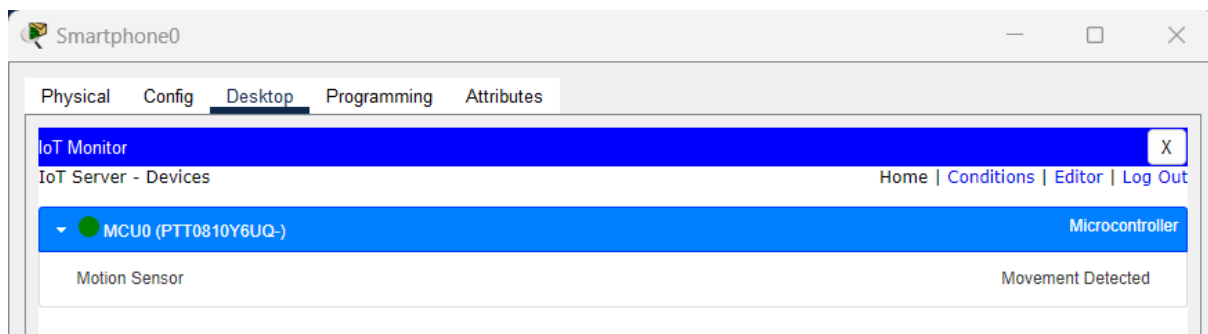 Smartphone0
Physical Config Desktop Programming Attributes
IoT Monitor X
IoT Server - Devices Home | Conditions | Editor | Log Out
MCU0 (PTT0810Y6UQ-) Microcontroller
Motion Sensor Movement Detected